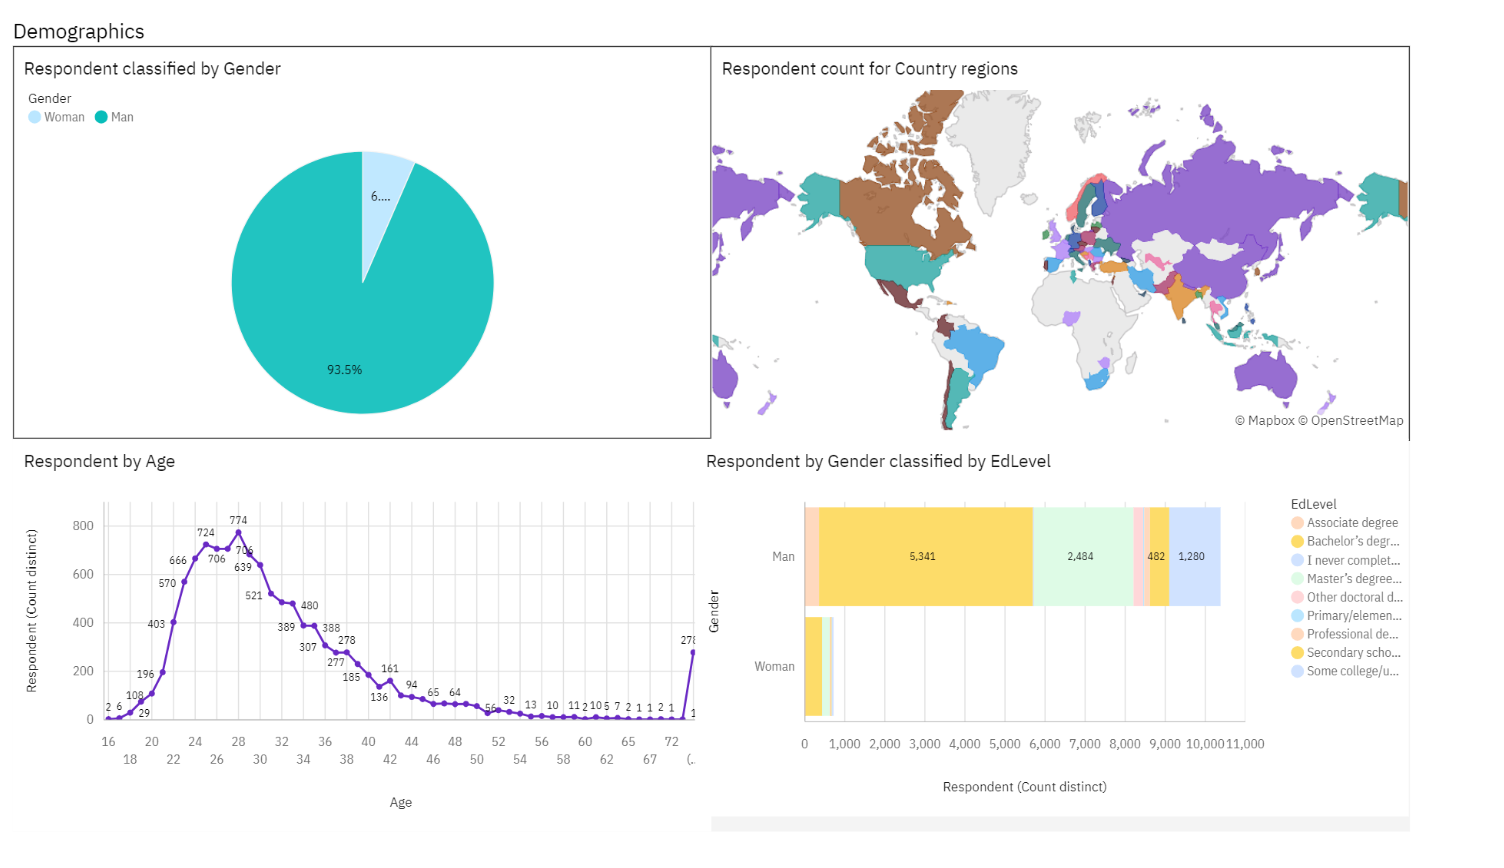 Demographics
Respondent classified by Gender
Gender
Woman Man
6....
93.5%
Respondent count for Country regions
© Mapbox © OpenStreetMap
Respondent by Age
Respondent (Count distinct)
800
600
400
200
0
2 6 108 29 196 403 570 666 724 706 774 706 639 521 389 480 307 388 277 278 185 136 161 94 65 64 56 32 13 10 11 2 10 5 7 2 1 1 2 1 278
16 20 24 28 32 36 40 44 48 52 56 60 65 72
18 22 26 30 34 38 42 46 50 54 58 62 67 (..
Age
Respondent by Gender classified by EdLevel
Gender
Man
5,341 2,484 482 1,280
Woman
0 1,000 2,000 3,000 4,000 5,000 6,000 7,000 8,000 9,000 10,000 11,000
Respondent (Count distinct)
EdLevel
Associate degree
Bachelor's degr...
I never complet...
Master's degree...
Other doctoral d...
Primary/elemen...
Professional de...
Secondary scho...
Some college/u...